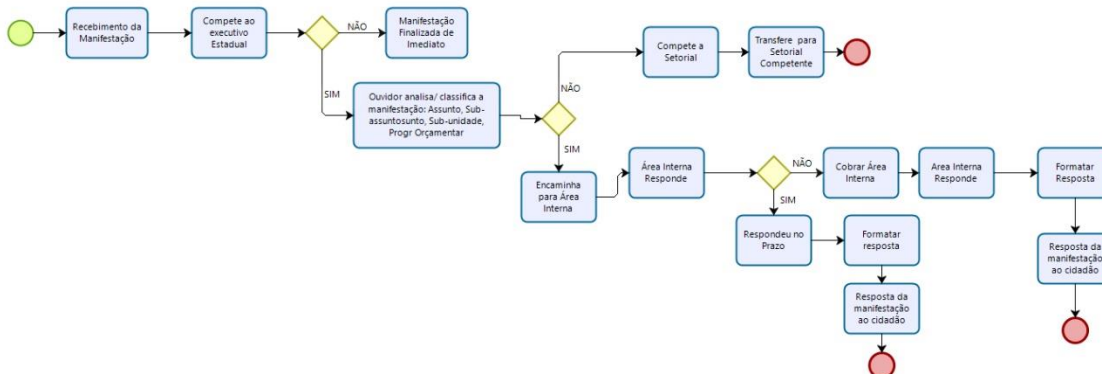 Recebimento da
Manifestação
Compete ao
executivo
Estadual
NÃO
Manifestação
Finalizada de
Imediato
SIM
Ouvidor analisa/ classifica a
manifestação: Assunto, Sub-
assuntosunto, Sub-unidade,
Progr Orçamentar
NÃO
Compete a
Setorial
Transfere para
Setorial
Competente
SIM
Encaminha
para Área
Interna
Área Interna
Responde
NÃO
Cobrar Área
Interna
Area Interna
Responde
Formatar
Resposta
SIM
Respondeu no
Prazo
Formatar
resposta
Resposta da
manifestação
ao cidadão
Resposta da
manifestação
ao cidadão